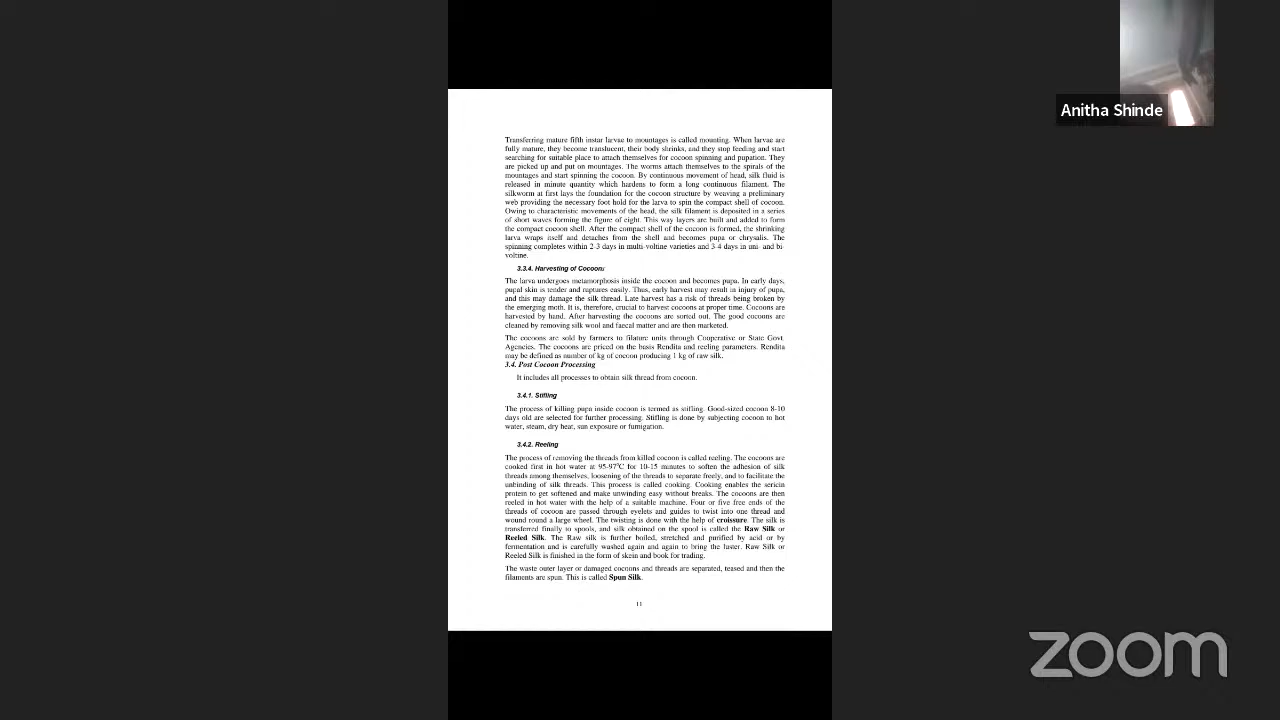 Transferring mature fifth instar larvae to mountages is called mounting. When larvae are
fully mature, they become translucent, their body shrinks, and they stop feeding and start
searching for suitable place to attach themselves for cocoon spinning and pupation. They
are picked up and put on mountages. The worms attach themselves to the spirals of the
mountages and start spinning the cocoon. By continuous movement of head, silk fluid is
released in minute quantity which hardens to form a long continuous filament. The
silkworm at first lays the foundation for the cocoon structure by weaving a preliminary
web providing the necessary foot hold for the larva to spin the compact shell of cocoon.
Owing to characteristic movements of the head, the silk filament is deposited in a series
of short waves forming the figure of eight. This way layers are built and added to form
the compact cocoon shell. After the compact shell of the cocoon is formed, the shrinking
larva wraps itself and detaches from the shell and becomes pupa or chrysalis. The
spinning completes within 2-3 days in multi-voltine varieties and 3-4 days in uni- and bi-
voltine.
3.3.4. Harvesting of Cocoons
The larva undergoes metamorphosis inside the cocoon and becomes pupa. In early days,
pupal skin is tender and ruptures easily. Thus, early harvest may result in injury of pupa,
and this may damage the silk thread. Late harvest has a risk of threads being broken by
the emerging moth. It is, therefore, crucial to harvest cocoons at proper time. Cocoons are
harvested by hand. After harvesting the cocoons are sorted out. The good cocoons are
cleaned by removing silk wool and faecal matter and are then marketed.
The cocoons are sold by farmers to filature units through Cooperative or State Govt.
Agencies. The cocoons are priced on the basis Rendita and reeling parameters. Rendita
may be defined as number of kg of cocoon producing 1 kg of raw silk.
3.4. Post Cocoon Processing
It includes all processes to obtain silk thread from cocoon.
3.4.1. Stifling
The process of killing pupa inside cocoon is termed as stifling. Good-sized cocoon 8-10
days old are selected for further processing. Stifling is done by subjecting cocoon to hot
water, steam, dry heat, sun exposure or fumigation.
3.4.2. Reeling
The process of removing the threads from killed cocoon is called reeling. The cocoons are
cooked first in hot water at 95-97°C for 10-15 minutes to soften the adhesion of silk
threads among themselves, loosening of the threads to separate freely, and to facilitate the
unbinding of silk threads. This process is called cooking. Cooking enables the sericin
protein to get softened and make unwinding easy without breaks. The cocoons are then
reeled in hot water with the help of a suitable machine. Four or five free ends of the
threads of cocoon are passed through eyelets and guides to twist into one thread and
wound round a large wheel. The twisting is done with the help of croissure. The silk is
transferred finally to spools, and silk obtained on the spool is called the Raw Silk or
Reeled Silk. The Raw silk is further boiled, stretched and purified by acid or by
fermentation and is carefully washed again and again to bring the luster. Raw Silk or
Reeled Silk is finished in the form of skein and book for trading.
The waste outer layer or damaged cocoons and threads are separated, teased and then the
filaments are spun. This is called Spun Silk.
11
Anitha Shinde
zoom